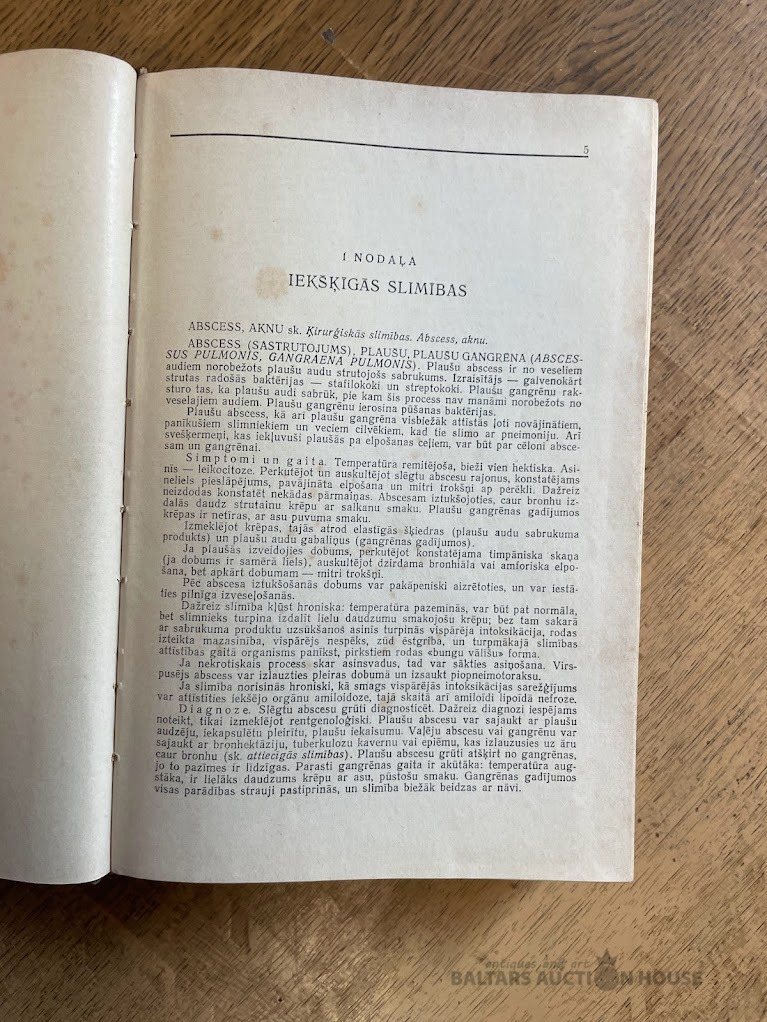 5
I NODAĻA
IEKŠĶĪGĀS SLIMĪBAS
ABSCESS, AKNU sk. Ķirurģiskās slimības. Abscess, aknu.
ABSCESS (SASTRUTOJUMS), PLAUŠU, PLAUŠU GANGRĒNA (ABSCES-
SUS PULMONIS, GANGRAENA PULMONIS). Plaušu abscess ir no veseliem
audiem norobežots plaušu audu strutojošs sabrukums. Izraisītājs — galvenokārt
strutas radošās baktērijas — stafilokoki un streptokoki. Plaušu gangrēnu rak-
sturo tas, ka plaušu audi sabrūk, pie kam šis process nav manāmi norobežots no
veselajiem audiem. Plaušu gangrēnu ierosina pūšanas baktērijas.
Plaušu abscess, kā arī plaušu gangrēna visbiežāk attīstās ļoti novājinātiem,
panīkušiem slimniekiem un veciem cilvēkiem, kad tie slimo ar pneimoniju. Arī
svešķermeņi, kas iekļuvuši plaušās pa elpošanas ceļiem, var būt par cēloni absce-
sam un gangrēnai.
Simptomi un gaita. Temperatūra remitējoša, bieži vien hektiska. Asi-
nīs — leikocitoze. Perkutējot un auskultējot slēgtu abscesu rajonus, konstatējams
neliels pieslāpējums, pavājināta elpošana un mitri trokšņi ap perēkli. Dažreiz
neizdodas konstatēt nekādas pārmaiņas. Abscesam iztukšojoties, caur bronhu iz-
dalās daudz strutainu krēpu ar salkanu smaku. Plaušu gangrēnas gadījumos
krēpas ir netīras, ar asu puvuma smaku.
Izmeklējot krēpas, tajās atrod elastīgās šķiedras (plaušu audu sabrukuma
produkts) un plaušu audu gabaliņus (gangrēnas gadījumos).
Ja plaušās izveidojies dobums, perkutējot konstatējama timpāniska skaņa
(ja dobums ir samērā liels), auskultējot dzirdama bronhiāla vai amforiska elpo-
šana, bet apkārt dobumam — mitri trokšņi.
Pēc abscesa iztukšošanās dobums var pakāpeniski aizrētoties, un var iestā-
ties pilnīga izveseļošanās.
Dažreiz slimība kļūst hroniska: temperatūra pazeminās, var būt pat normāla,
bet slimnieks turpina izdalīt lielu daudzumu smakojošu krēpu; bez tam sakarā
ar sabrukuma produktu uzsūkšanos asinīs turpinās vispārēja intoksikācija, rodas
izteikta mazasinība, vispārējs nespēks, zūd ēstgriba, un turpmākajā slimības
attīstības gaitā organisms panīkst, pirkstiem rodas «bungu vālīšu» forma.
Ja nekrotiskais process skar asinsvadus, tad var sākties asiņošana. Virs-
pusējs abscess var izlauzties pleiras dobumā un izsaukt piopneimotoraksu.
Ja slimība norisinās hroniski, kā smags vispārējās intoksikācijas sarežģījums
var attīstīties iekšējo orgānu amiloidoze, tajā skaitā arī amiloidi lipoīdā nefroze.
Diagnoze. Slēgtu abscesu grūti diagnosticēt. Dažreiz diagnozi iespējams
noteikt, tikai izmeklējot rentgenoloģiski. Plaušu abscesu var sajaukt ar plaušu
audzēju, iekapsulētu pleirītu, plaušu iekaisumu. Vaļēju abscesu vai gangrēnu var
sajaukt ar bronhektāziju, tuberkulozu kavernu vai epiēmu, kas izlauzusies uz āru
caur bronhu (sk. attiecīgās slimības). Plaušu abscesu grūti atšķirt no gangrēnas,
jo to pazīmes ir līdzīgas. Parasti gangrēnas gaita ir akūtāka: temperatūra aug-
stāka, ir lielāks daudzums krēpu ar asu, pūstošu smaku. Gangrēnas gadījumos
visas parādības strauji pastiprinās, un slimība biežāk beidzas ar nāvi.
antiques and art
BALTARS AUCTION HOUSE